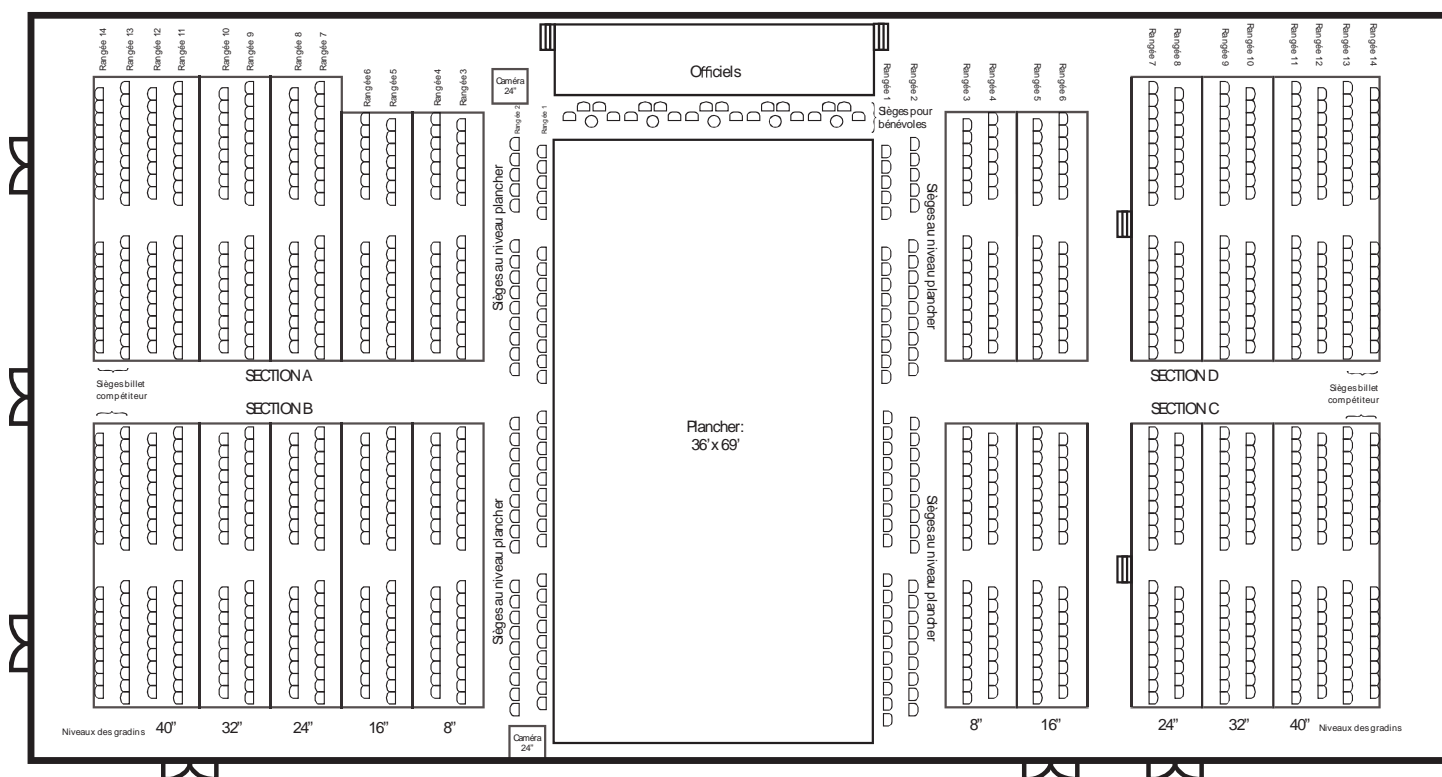 Rangée 14
Rangée 13
Rangée 12
Rangée 11
Rangée 10
Rangée 9
Rangée 8
Rangée 7
Rangée 6
Rangée 5
Rangée 4
Rangée 3
Caméra
24"
Rangée 2
Rangée 1
Officiels
Rangée 1
Rangée 2
Sièges pour
bénévoles
Rangée 3
Rangée 4
Rangée 5
Rangée 6
Rangée 7
Rangée 8
Rangée 9
Rangée 10
Rangée 11
Rangée 12
Rangée 13
Rangée 14
Sièges au niveau plancher
Sièges au niveau plancher
Sièges billet
compétiteur
SECTION A
SECTION B
SECTION D
SECTION C
Sièges billet
compétiteur
Plancher:
36' x 69'
Sièges au niveau plancher
Sièges au niveau plancher
Niveaux des gradins
40"
32"
24"
16"
8"
Caméra
24"
8"
16"
24"
32"
40"
Niveaux des gradins